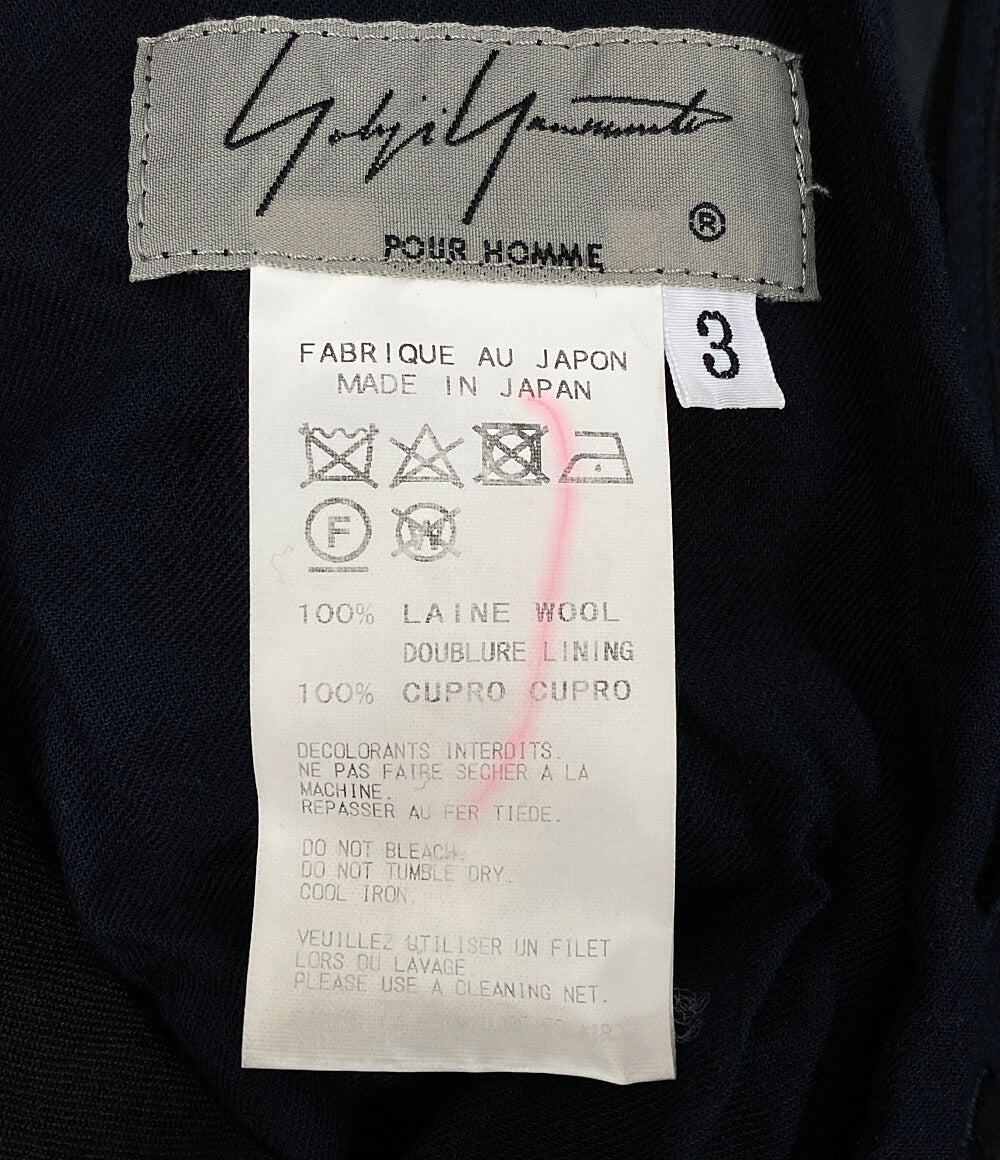 Yohji Yamamoto
®
POUR HOMME
3
FABRIQUE AU JAPON
MADE IN JAPAN
F
W
100% LAINE WOOL
DOUBLURE LINING
100% CUPRO CUPRO
DECOLORANTS INTERDITS.
NE PAS FAIRE SECHER A LA
MACHINE.
REPASSER AU FER TIEDE.
DO NOT BLEACH.
DO NOT TUMBLE DRY.
COOL IRON.
VEUILLEZ UTILISER UN FILET
LORS DU LAVAGE
PLEASE USE A CLEANING NET.